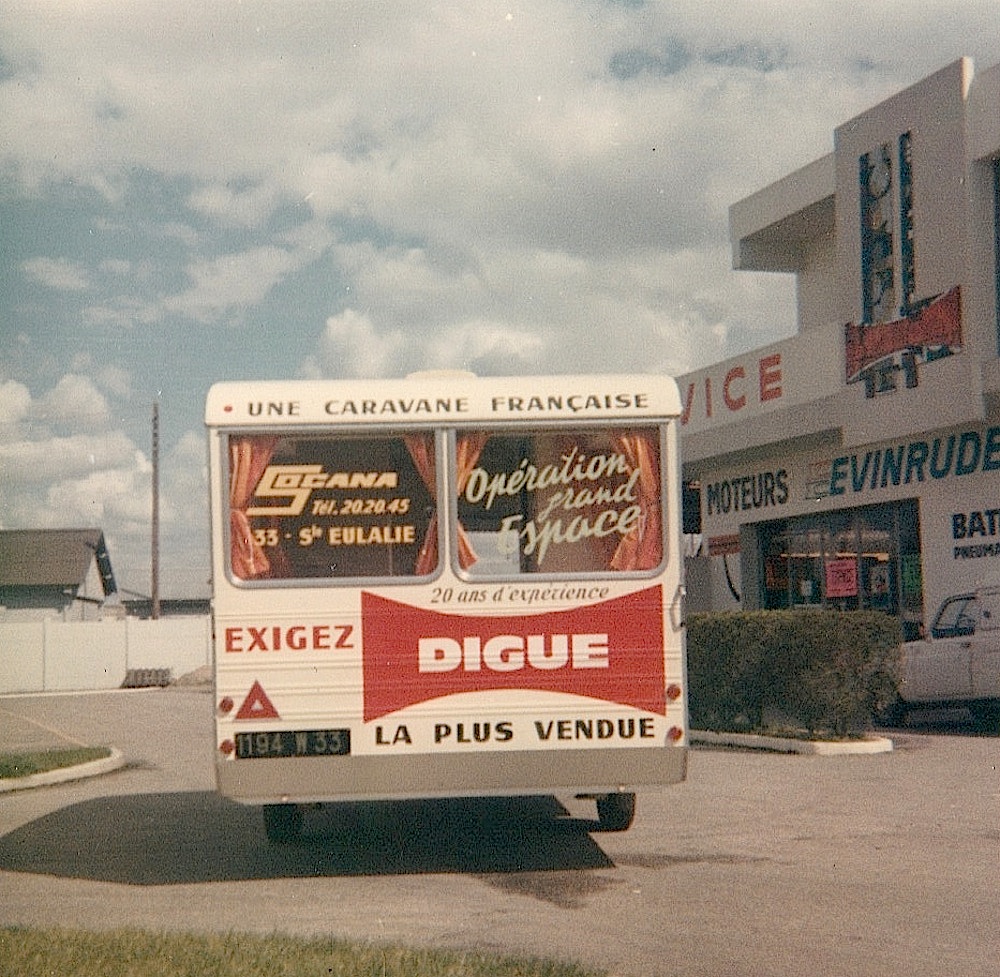 UNE CARAVANE FRANÇAISE
SOCANA
Tél. 20.20.45
33 - Ste EULALIE
Opération
grand
Espace
20 ans d'expérience
EXIGEZ
DIGUE
1194 W 33
LA PLUS VENDUE
VICE
MOTEURS
EVINRUDE
BAT
PNEUMA